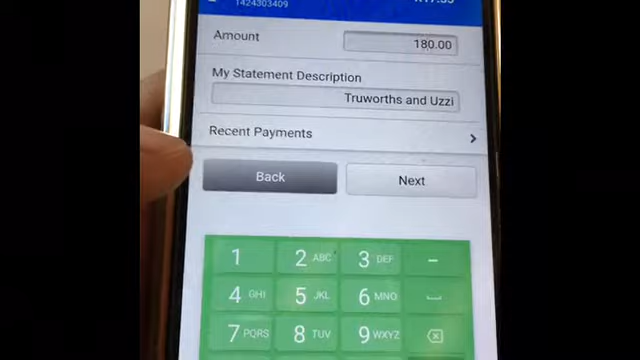 1424303409
Amount 180.00
My Statement Description
Truworths and Uzzi
Recent Payments
Back Next
1 2 ABC 3 DEF –
4 GHI 5 JKL 6 MNO
7 PQRS 8 TUV 9 WXYZ